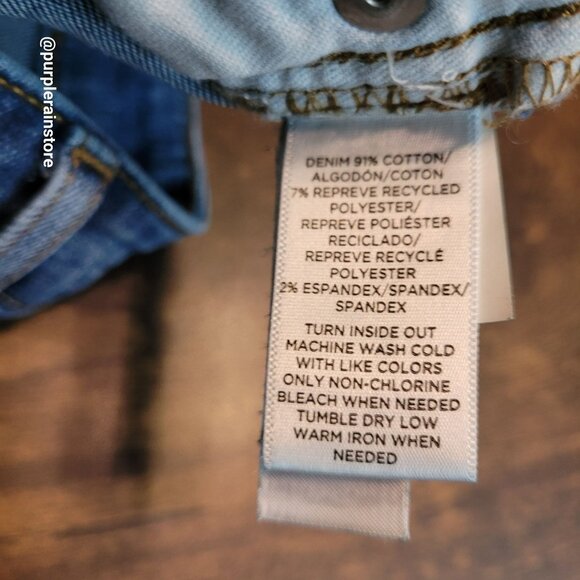 @purplerainstore
DENIM 91% COTTON/
ALGODÓN/COTON
7% REPREVE RECYCLED
POLYESTER/
REPREVE POLIÉSTER
RECICLADO/
REPREVE RECYCLÉ
POLYESTER
2% ESPANDEX/SPANDEX/
SPANDEX
TURN INSIDE OUT
MACHINE WASH COLD
WITH LIKE COLORS
ONLY NON-CHLORINE
BLEACH WHEN NEEDED
TUMBLE DRY LOW
WARM IRON WHEN
NEEDED